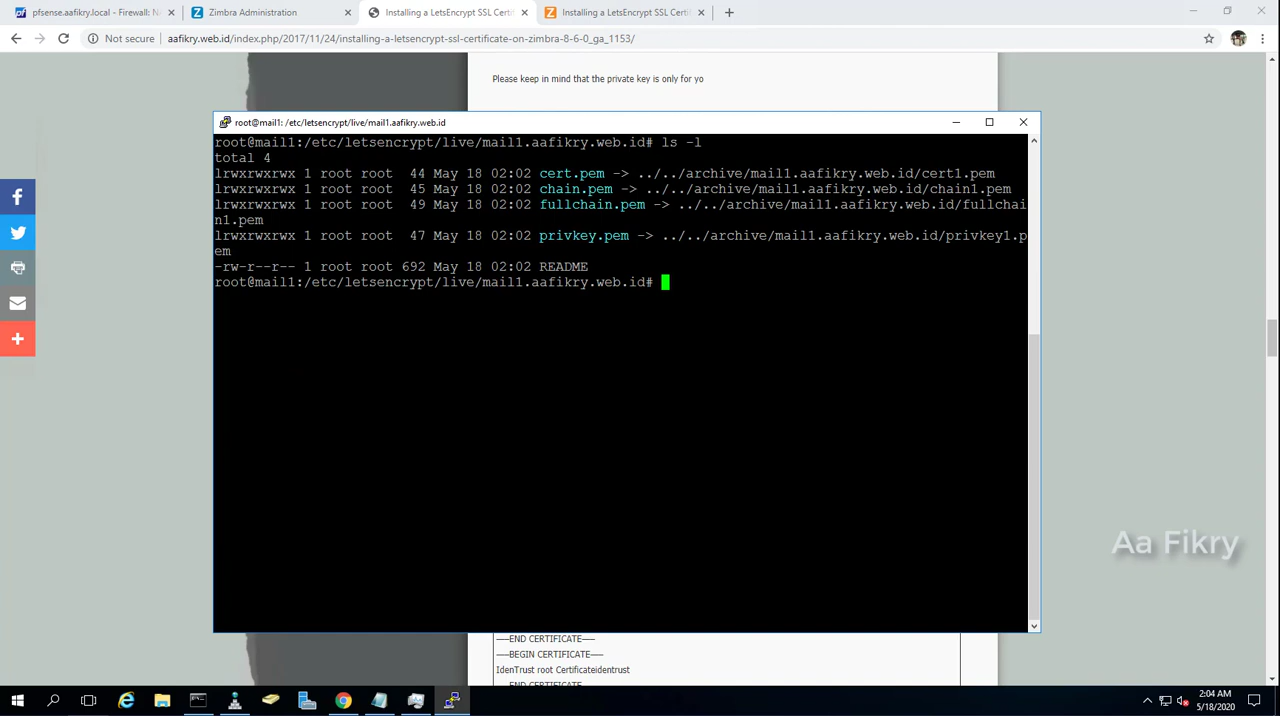 pfsense.aafikry.local - Firewall: N
Zimbra Administration
Installing a LetsEncrypt SSL Certif
Installing a LetsEncrypt SSL Certif
Not secure
aafikry.web.id/index.php/2017/11/24/installing-a-letsencrypt-ssl-certificate-on-zimbra-8-6-0_ga_1153/
Please keep in mind that the private key is only for yo
root@mail1: /etc/letsencrypt/live/mail1.aafikry.web.id
root@mail1:/etc/letsencrypt/live/mail1.aafikry.web.id# ls -l
total 4
lrwxrwxrwx 1 root root  44 May 18 02:02 cert.pem -> ../../archive/mail1.aafikry.web.id/cert1.pem
lrwxrwxrwx 1 root root  45 May 18 02:02 chain.pem -> ../../archive/mail1.aafikry.web.id/chain1.pem
lrwxrwxrwx 1 root root  49 May 18 02:02 fullchain.pem -> ../../archive/mail1.aafikry.web.id/fullchai
n1.pem
lrwxrwxrwx 1 root root  47 May 18 02:02 privkey.pem -> ../../archive/mail1.aafikry.web.id/privkey1.p
em
-rw-r--r-- 1 root root 692 May 18 02:02 README
root@mail1:/etc/letsencrypt/live/mail1.aafikry.web.id#
Aa Fikry
-—END CERTIFICATE—-
-—BEGIN CERTIFICATE—-
IdenTrust root Certificateidentrust
2:04 AM
5/18/2020